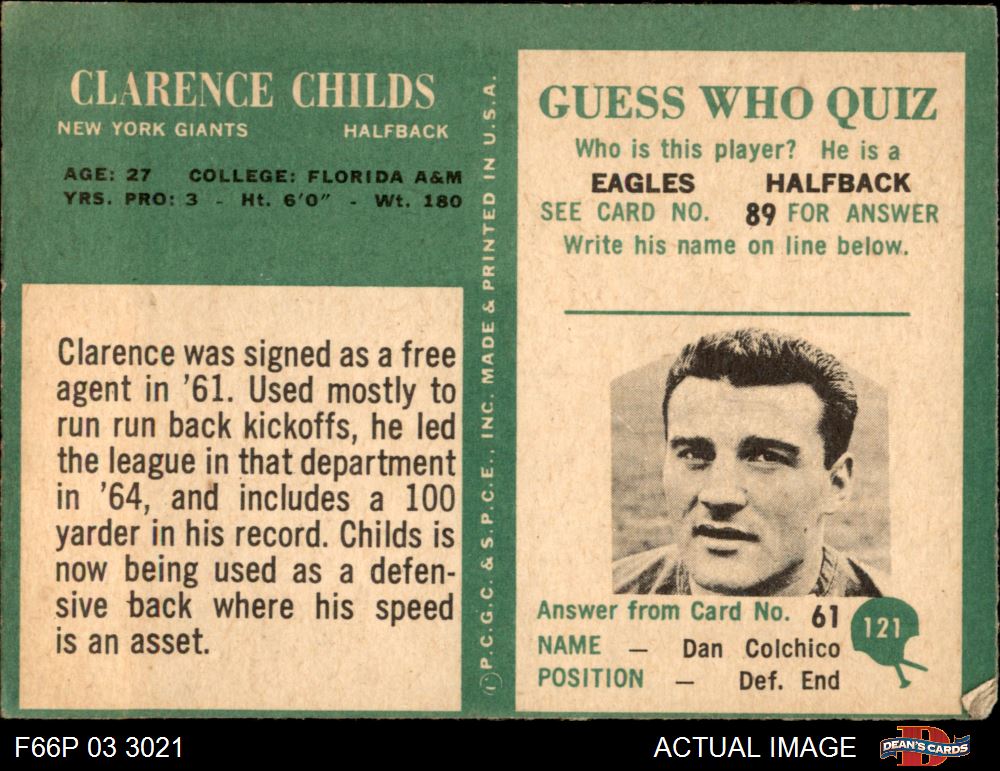 CLARENCE CHILDS
NEW YORK GIANTS HALFBACK
AGE: 27 COLLEGE: FLORIDA A&M
YRS. PRO: 3 - Ht. 6'0" - Wt. 180
Clarence was signed as a free
agent in '61. Used mostly to
run run back kickoffs, he led
the league in that department
in '64, and includes a 100
yarder in his record. Childs is
now being used as a defen-
sive back where his speed
is an asset.
©P.C.G.C. & S.P.C.E., INC. MADE & PRINTED IN U.S.A.
GUESS WHO QUIZ
Who is this player? He is a
EAGLES HALFBACK
SEE CARD NO. 89 FOR ANSWER
Write his name on line below.
Answer from Card No. 61
NAME — Dan Colchico
POSITION — Def. End
121
F66P 03 3021
ACTUAL IMAGE
DEAN'S CARDS